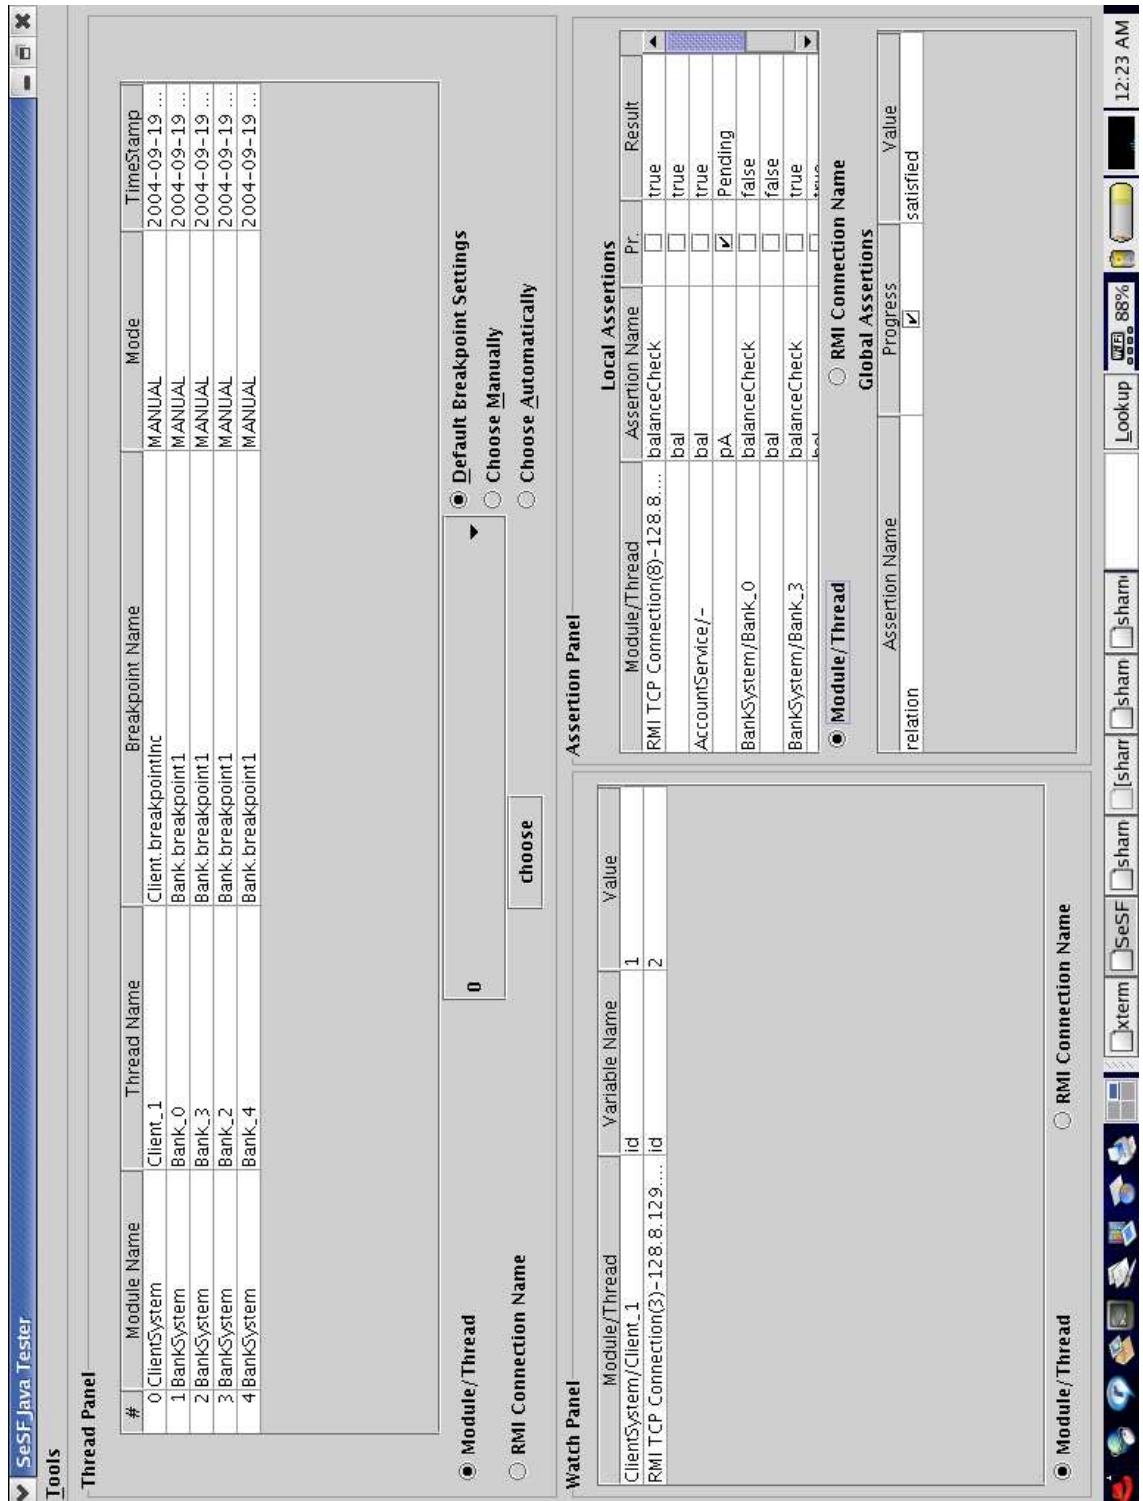 SeSF Java Tester
Tools
Thread Panel
# Module Name Thread Name Breakpoint Name Mode TimeStamp
0 ClientSystem Client_1 Client.breakpointInc MANUAL 2004-09-19 ...
1 BankSystem Bank_0 Bank.breakpoint1 MANUAL 2004-09-19 ...
2 BankSystem Bank_3 Bank.breakpoint1 MANUAL 2004-09-19 ...
3 BankSystem Bank_2 Bank.breakpoint1 MANUAL 2004-09-19 ...
4 BankSystem Bank_4 Bank.breakpoint1 MANUAL 2004-09-19 ...
Module/Thread 0 Default Breakpoint Settings
Choose Manually
RMI Connection Name choose Choose Automatically
Watch Panel
Module/Thread Variable Name Value
ClientSystem/Client_1 id 1
RMI TCP Connection(3)-128.8.129.... id 2
Module/Thread RMI Connection Name
Assertion Panel
Local Assertions
Module/Thread Assertion Name Pr. Result
RMI TCP Connection(8)-128.8.... balanceCheck true
bal true
AccountService/- bal true
pA Pending
BankSystem/Bank_0 balanceCheck false
bal false
BankSystem/Bank_3 balanceCheck true
Module/Thread RMI Connection Name
Global Assertions
Assertion Name Progress Value
relation satisfied
xterm SeSF sharn [sharr sharn sharn Lookup WiFi 88% 12:23 AM